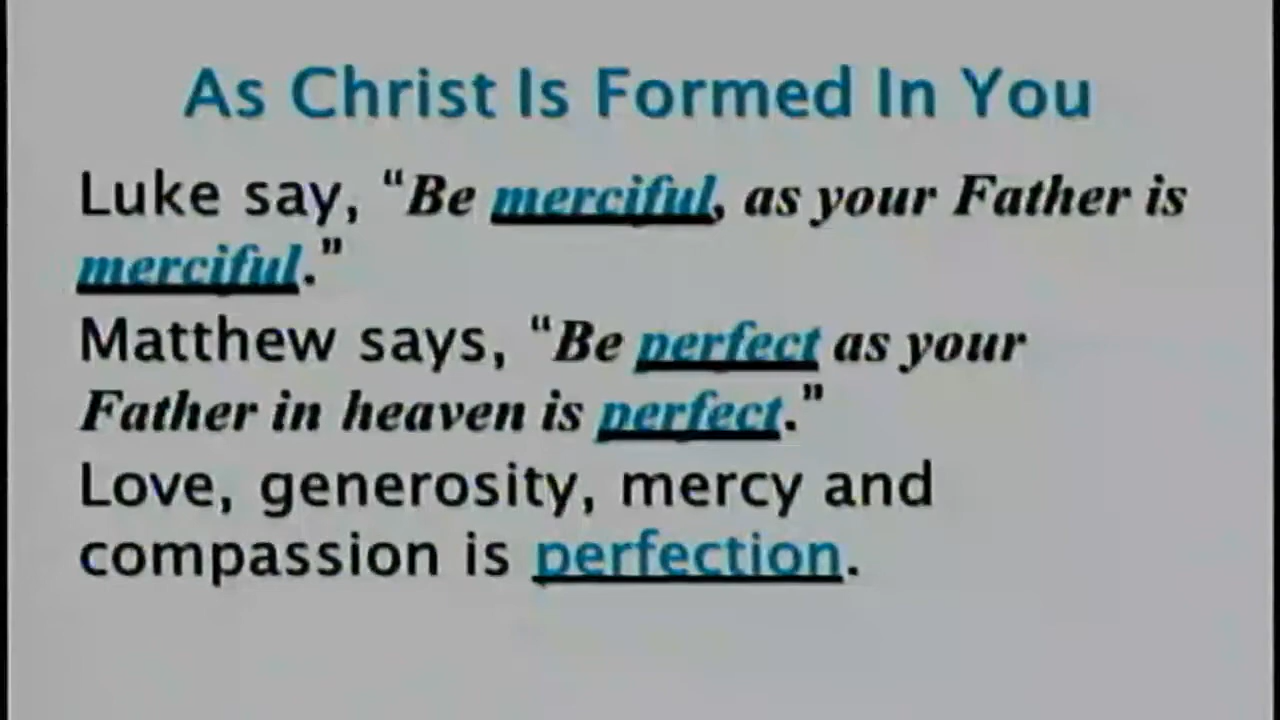 As Christ Is Formed In You
Luke say, “Be merciful, as your Father is
merciful.”
Matthew says, “Be perfect as your
Father in heaven is perfect.”
Love, generosity, mercy and
compassion is perfection.